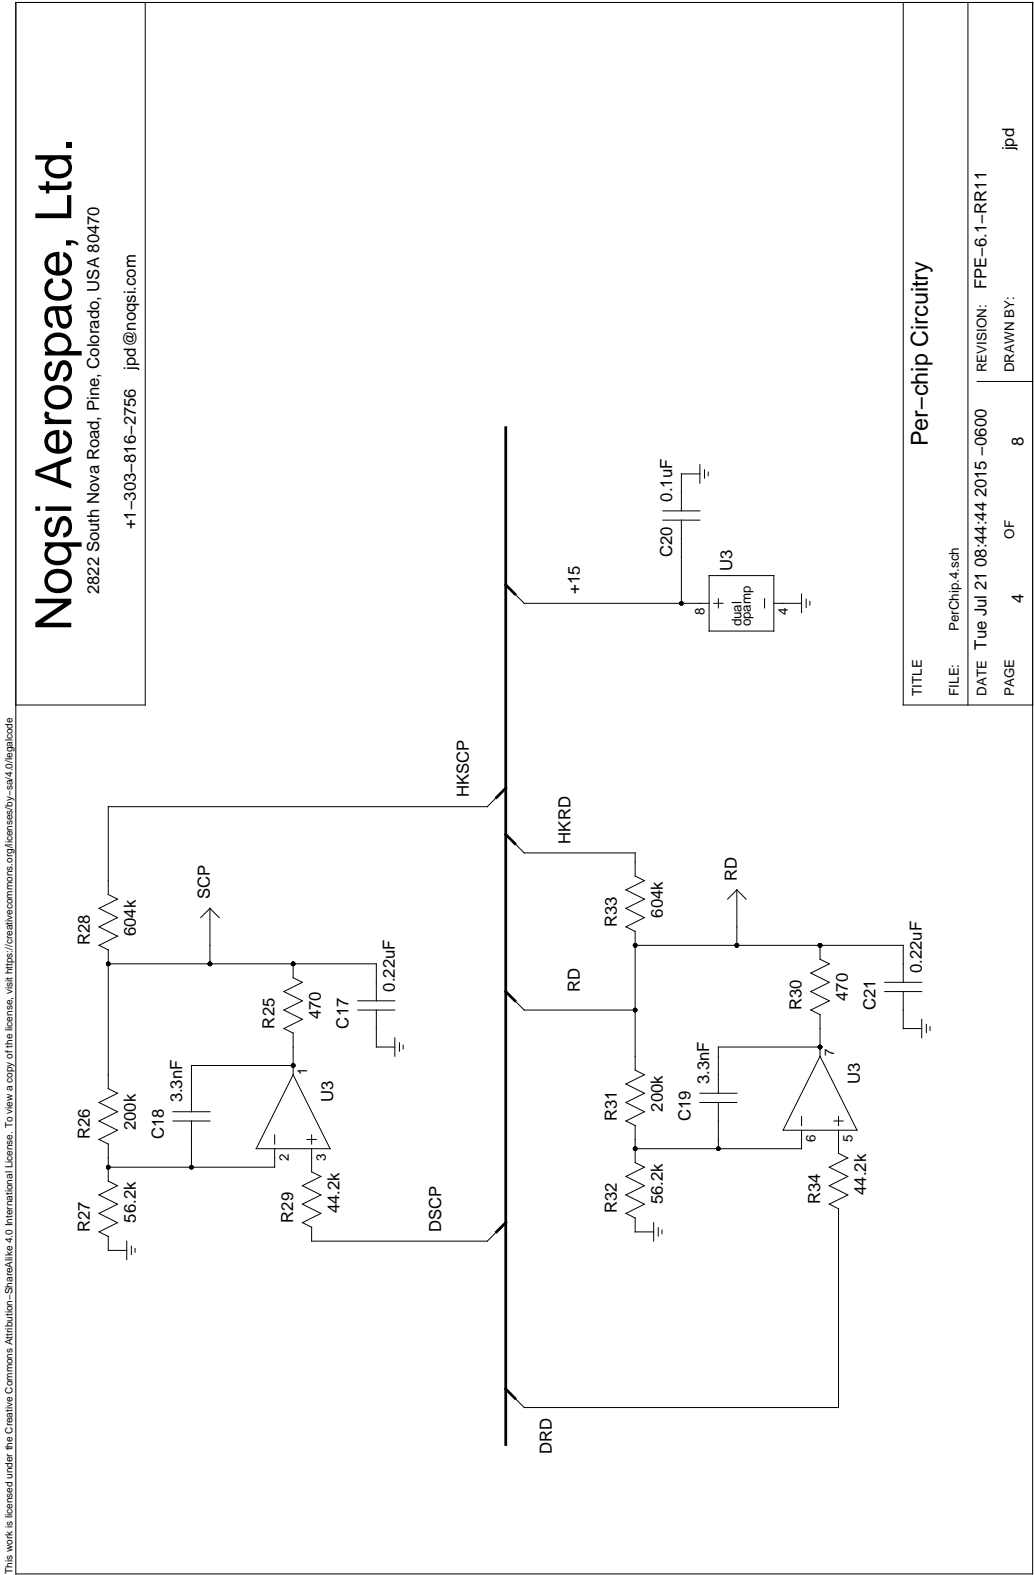 This work is licensed under the Creative Commons Attribution−ShareAlike 4.0 International License. To view a copy of the license, visit https://creativecommons.org/licenses/by−sa/4.0/legalcode
Noqsi Aerospace, Ltd.
2822 South Nova Road, Pine, Colorado, USA 80470
+1−303−816−2756 jpd@noqsi.com
R27
56.2k
R26
200k
R28
604k
C18
3.3nF
SCP
R25
470
2
3
1
U3
R29
44.2k
C17
0.22uF
DSCP
HKSCP
DRD
RD
HKRD
+15
R32
56.2k
R31
200k
R33
604k
C19
3.3nF
RD
6
5
7
U3
R34
44.2k
R30
470
C21
0.22uF
C20
0.1uF
8
+
dual
opamp
−
4
U3
TITLE
Per−chip Circuitry
FILE: PerChip.4.sch
DATE Tue Jul 21 08:44:44 2015 −0600
REVISION: FPE−6.1−RR11
PAGE 4 OF 8
DRAWN BY: jpd